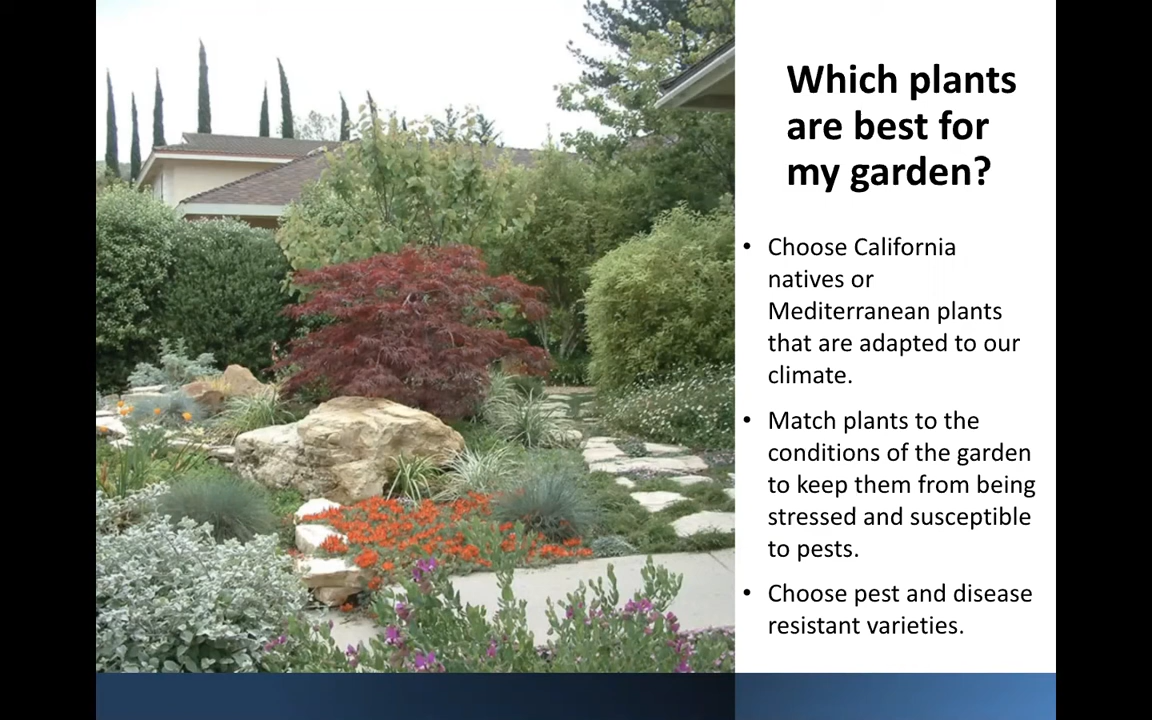 Which plants
are best for
my garden?
• Choose California
natives or
Mediterranean plants
that are adapted to our
climate.
• Match plants to the
conditions of the garden
to keep them from being
stressed and susceptible
to pests.
• Choose pest and disease
resistant varieties.